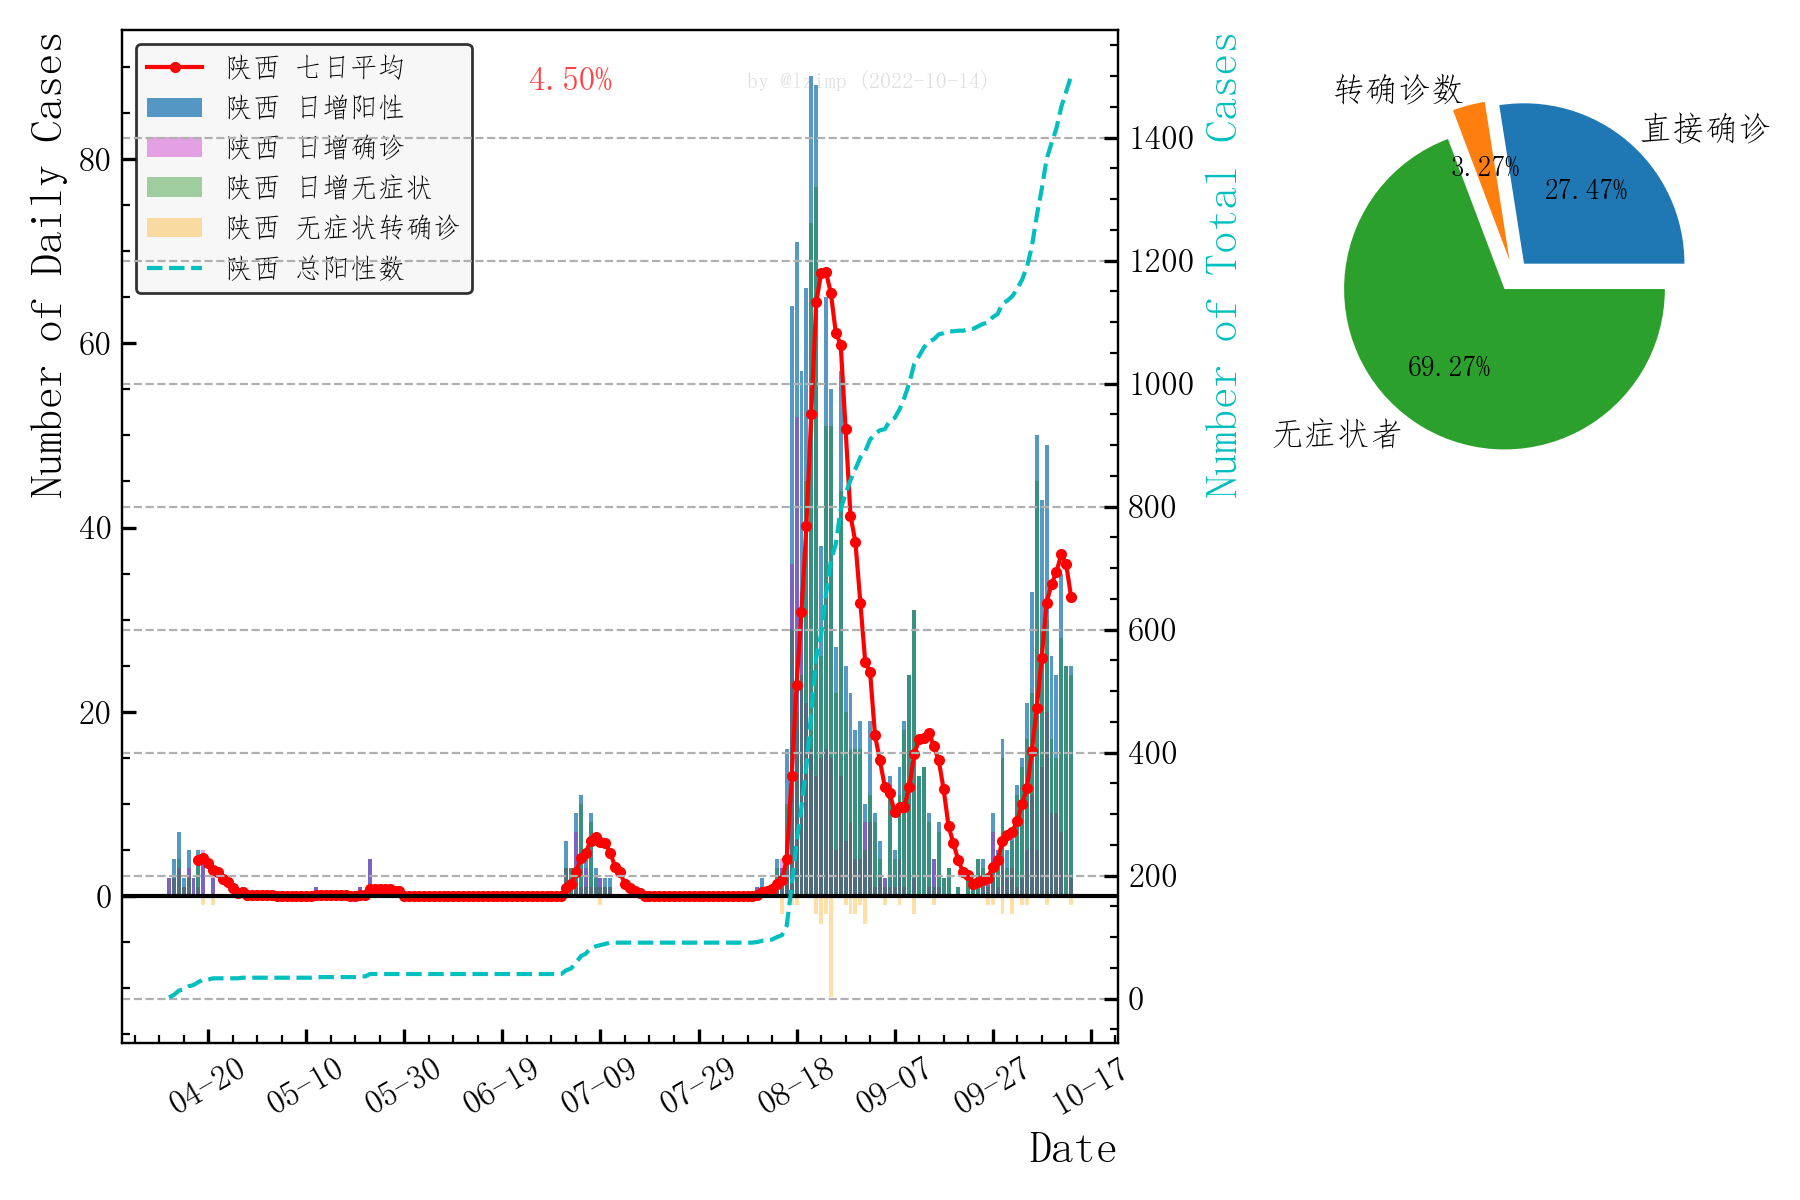 Number of Daily Cases
80
60
40
20
0
陕西 七日平均
陕西 日增阳性
陕西 日增确诊
陕西 日增无症状
陕西 无症状转确诊
陕西 总阳性数
4.50%
by @lzimp (2022-10-14)
1400
1200
1000
800
600
400
200
0
Number of Total Cases
04-20
05-10
05-30
06-19
07-09
07-29
08-18
09-07
09-27
10-17
Date
转确诊数
直接确诊
3.27%
27.47%
69.27%
无症状者